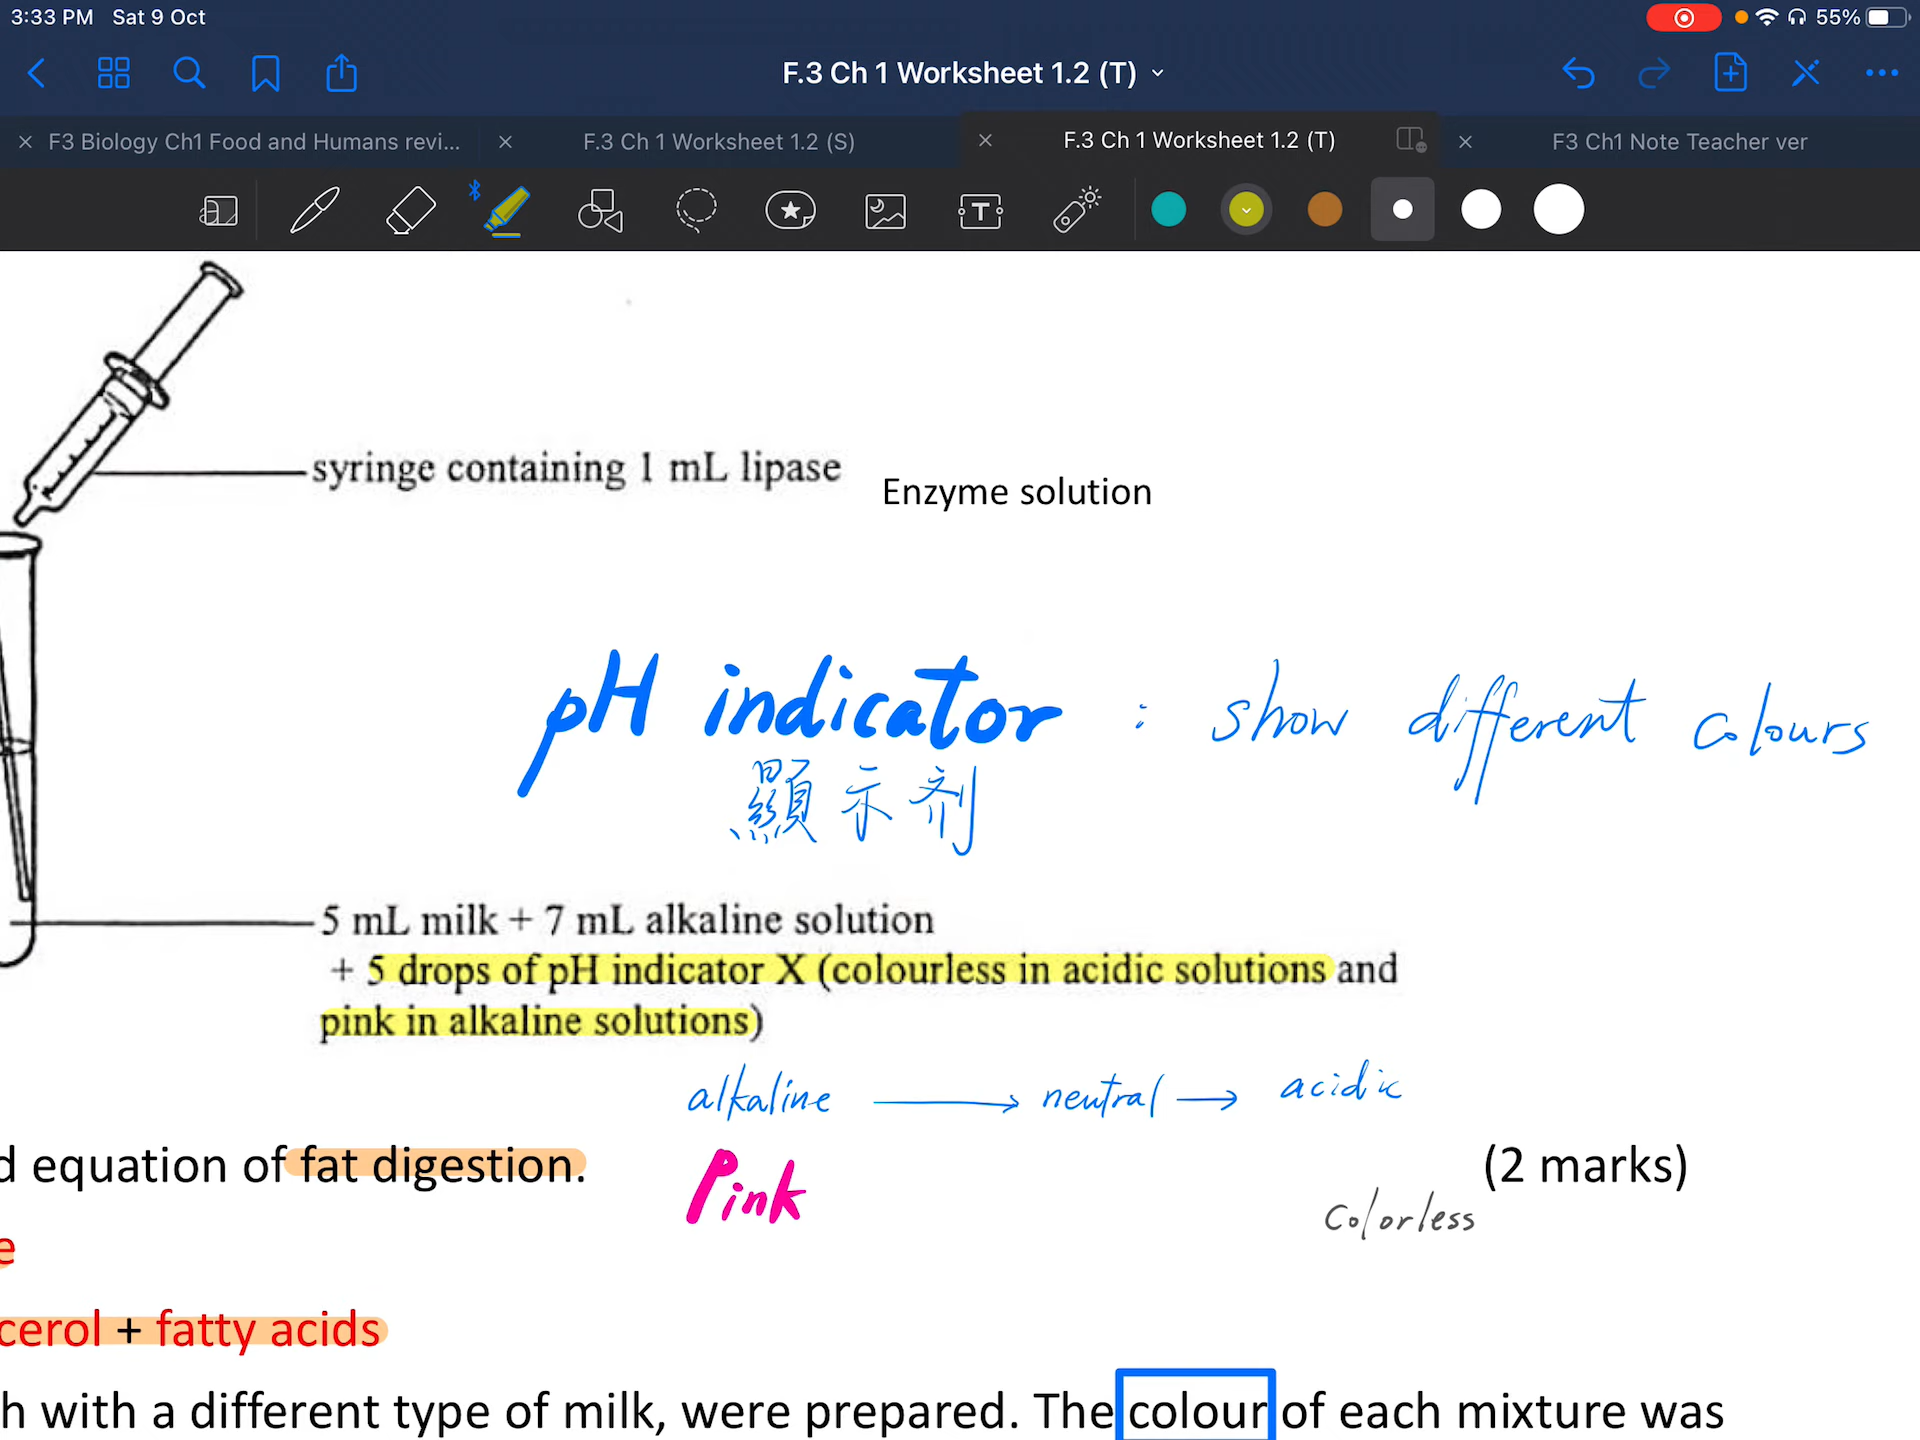 3:33 PM Sat 9 Oct
55%
F.3 Ch 1 Worksheet 1.2 (T)
F3 Biology Ch1 Food and Humans revi...
F.3 Ch 1 Worksheet 1.2 (S)
F.3 Ch 1 Worksheet 1.2 (T)
F3 Ch1 Note Teacher ver
syringe containing 1 mL lipase
Enzyme solution
pH indicator : show different colours
顯示剤
5 mL milk + 7 mL alkaline solution
+ 5 drops of pH indicator X (colourless in acidic solutions and
pink in alkaline solutions)
alkaline → neutral → acidic
d equation of fat digestion.
(2 marks)
Pink
colorless
e
cerol + fatty acids
h with a different type of milk, were prepared. The colour of each mixture was